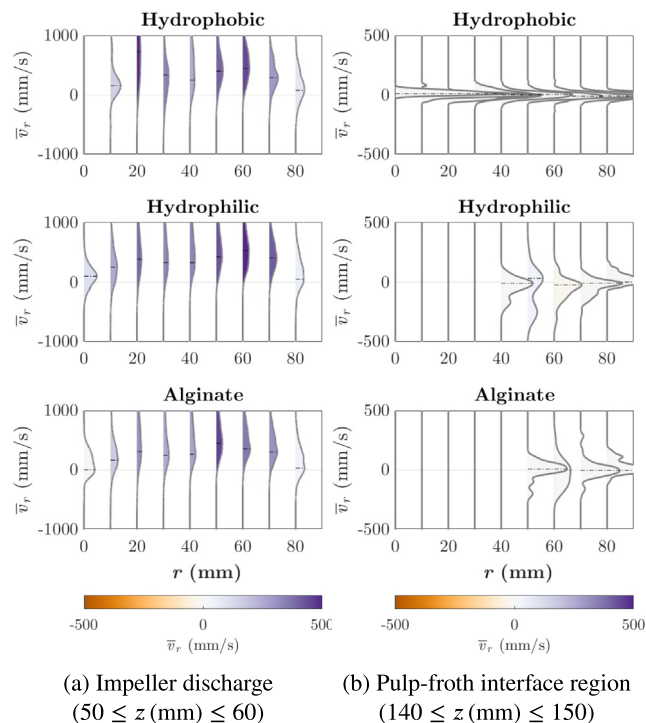 Hydrophobic
Hydrophobic
1000
0
-1000
v̅r (mm/s)
0 20 40 60 80
500
0
-500
v̅r (mm/s)
0 20 40 60 80
Hydrophilic
Hydrophilic
1000
0
-1000
v̅r (mm/s)
0 20 40 60 80
500
0
-500
v̅r (mm/s)
0 20 40 60 80
Alginate
Alginate
1000
0
-1000
v̅r (mm/s)
0 20 40 60 80
r (mm)
500
0
-500
v̅r (mm/s)
0 20 40 60 80
r (mm)
-500 0 500
v̅r (mm/s)
-500 0 500
v̅r (mm/s)
(a) Impeller discharge
(50 ≤ z (mm) ≤ 60)
(b) Pulp-froth interface region
(140 ≤ z (mm) ≤ 150)